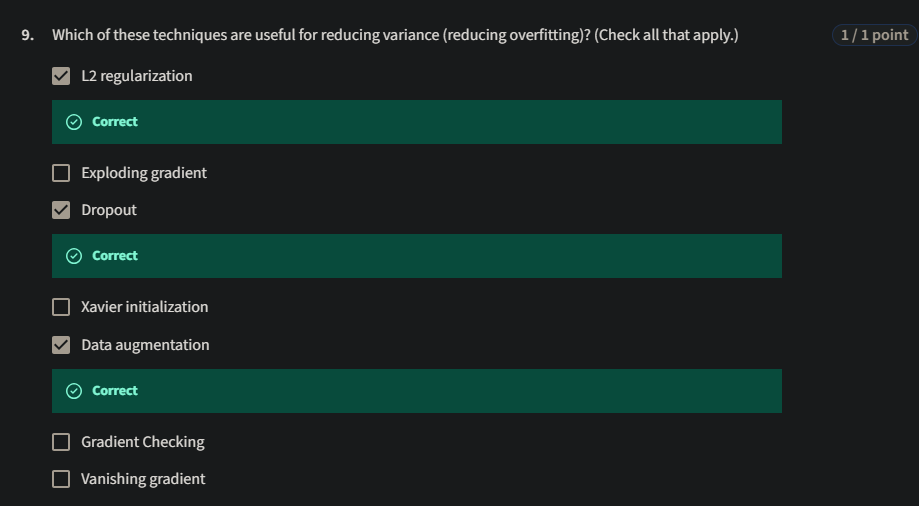 9. Which of these techniques are useful for reducing variance (reducing overfitting)? (Check all that apply.) 1 / 1 point
L2 regularization
Correct
Exploding gradient
Dropout
Correct
Xavier initialization
Data augmentation
Correct
Gradient Checking
Vanishing gradient